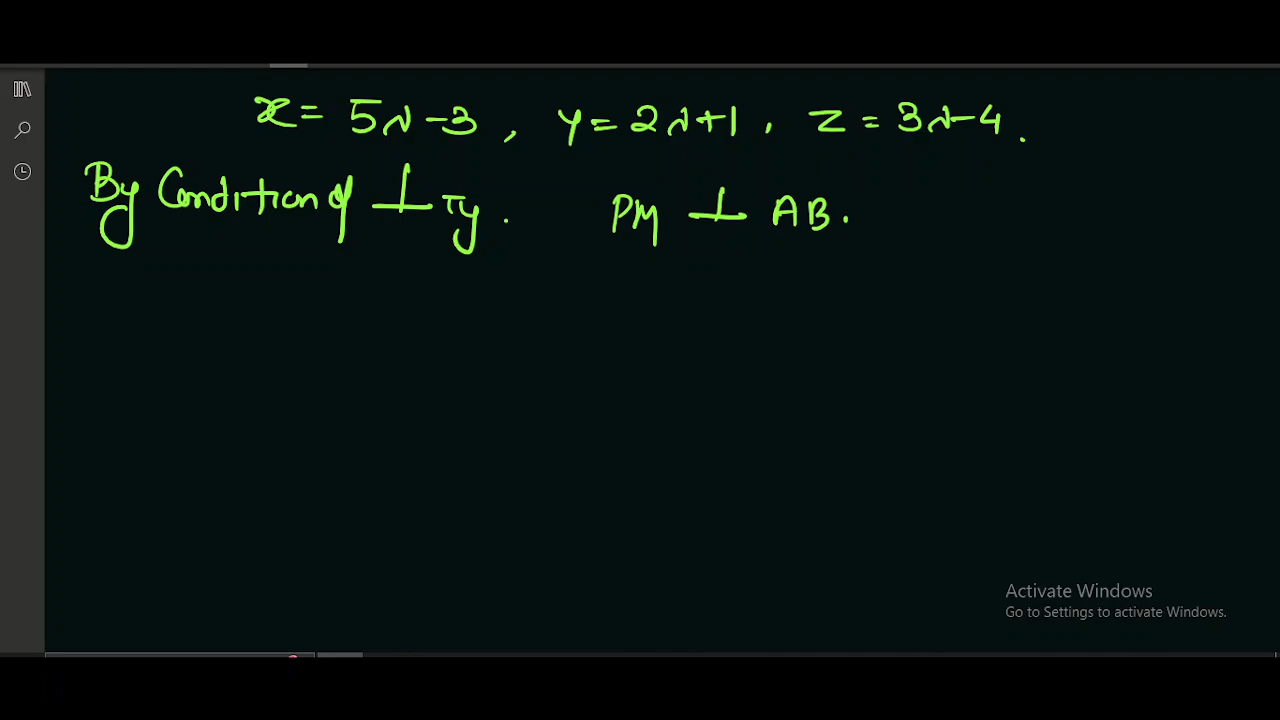 x = 5λ-3 , y = 2λ+1 , z = 3λ-4 .
By Condition of ⊥ Ty . PM ⊥ AB .
Activate Windows
Go to Settings to activate Windows.